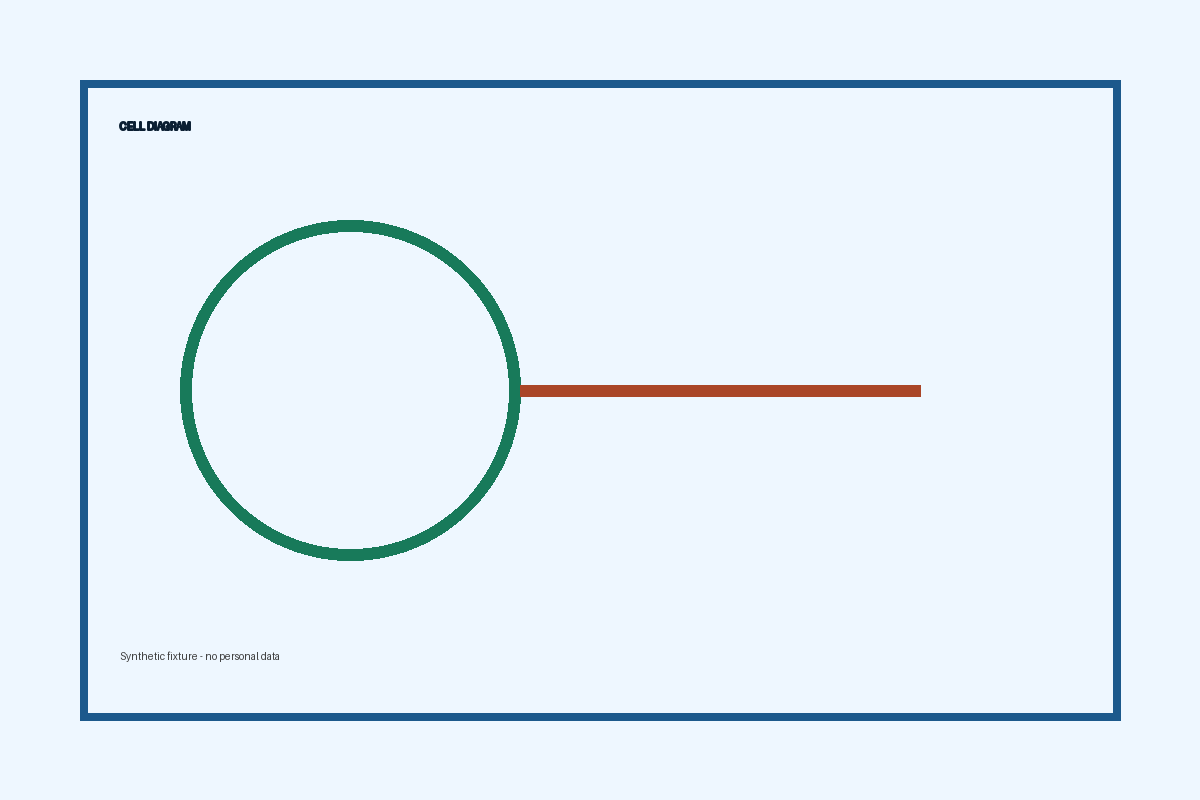 CELL DIAGRAM
Synthetic fixture - no personal data